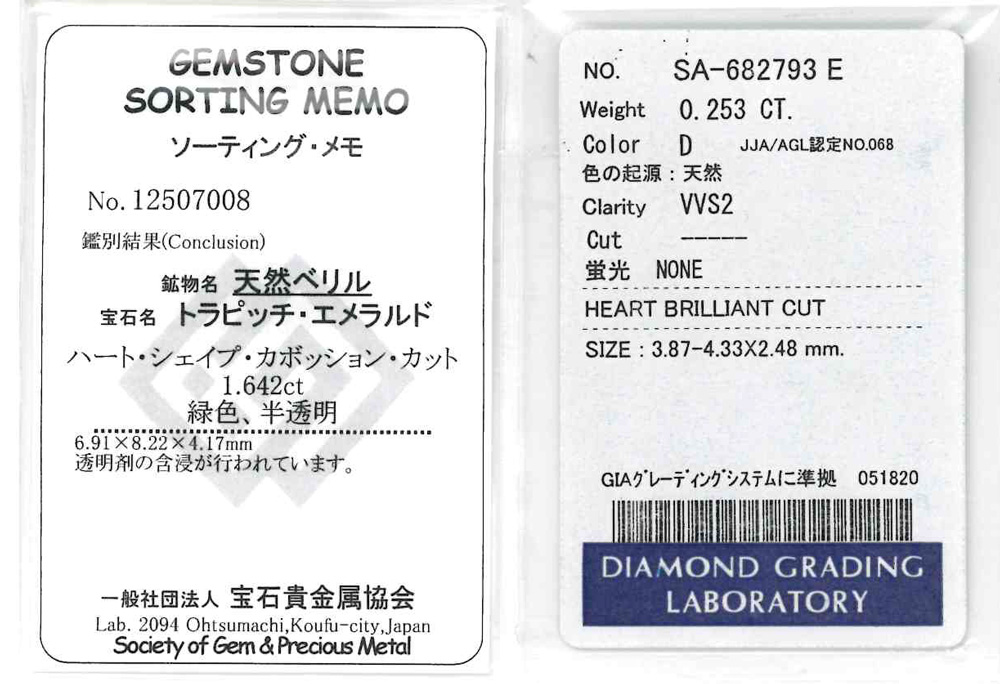 GEMSTONE
SORTING MEMO
ソーティング・メモ
No. 12507008
鑑別結果(Conclusion)
鉱物名 天然ベリル
宝石名 トラピッチ・エメラルド
ハート・シェイプ・カボッション・カット
1.642ct
緑色、半透明
6.91×8.22×4.17mm
透明剤の含浸が行われています。
一般社団法人 宝石貴金属協会
Lab. 2094 Ohtsumachi,Koufu-city,Japan
Society of Gem & Precious Metal
NO. SA-682793 E
Weight 0.253 CT.
Color D JJA/AGL認定NO.068
色の起源：天然
Clarity VVS2
Cut -----
蛍光 NONE
HEART BRILLIANT CUT
SIZE : 3.87-4.33X2.48 mm.
GIAグレーディングシステムに準拠 051820
DIAMOND GRADING
LABORATORY